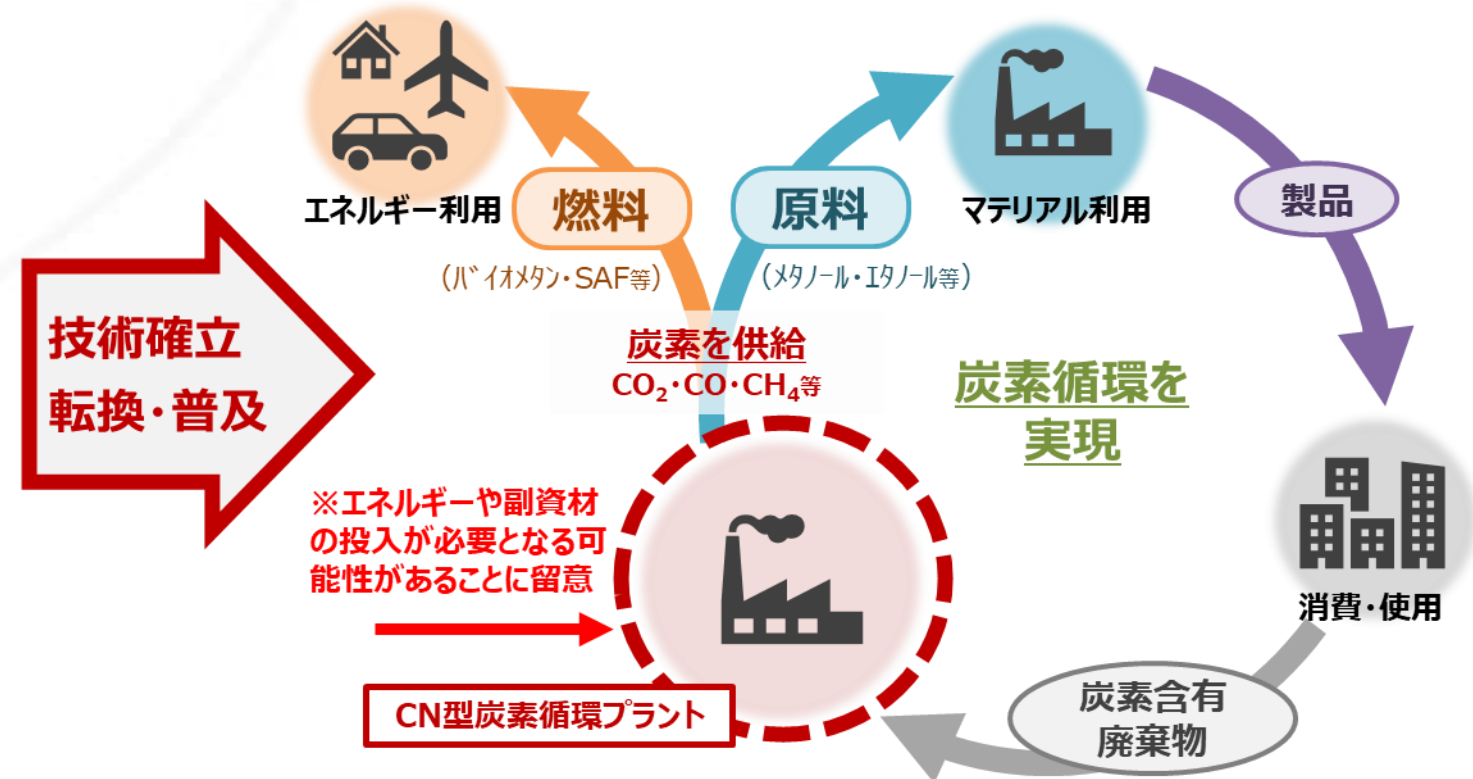 エネルギー利用
燃料
(バイオメタン・SAF等)
原料
(メタノール・エタノール等)
マテリアル利用
製品
技術確立
転換・普及
炭素を供給
CO₂・CO・CH₄等
炭素循環を
実現
※エネルギーや副資材
の投入が必要となる可
能性があることに留意
CN型炭素循環プラント
消費・使用
炭素含有
廃棄物